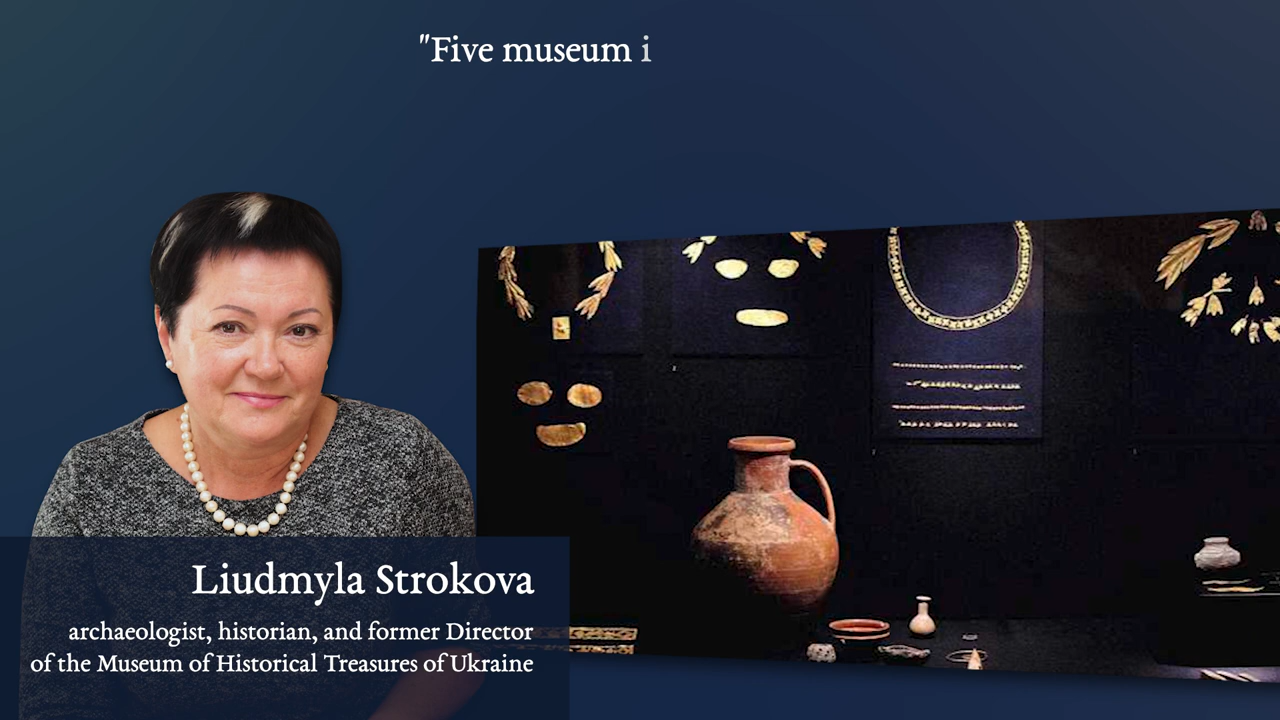 "Five museum i
Liudmyla Strokova
archaeologist, historian, and former Director
of the Museum of Historical Treasures of Ukraine